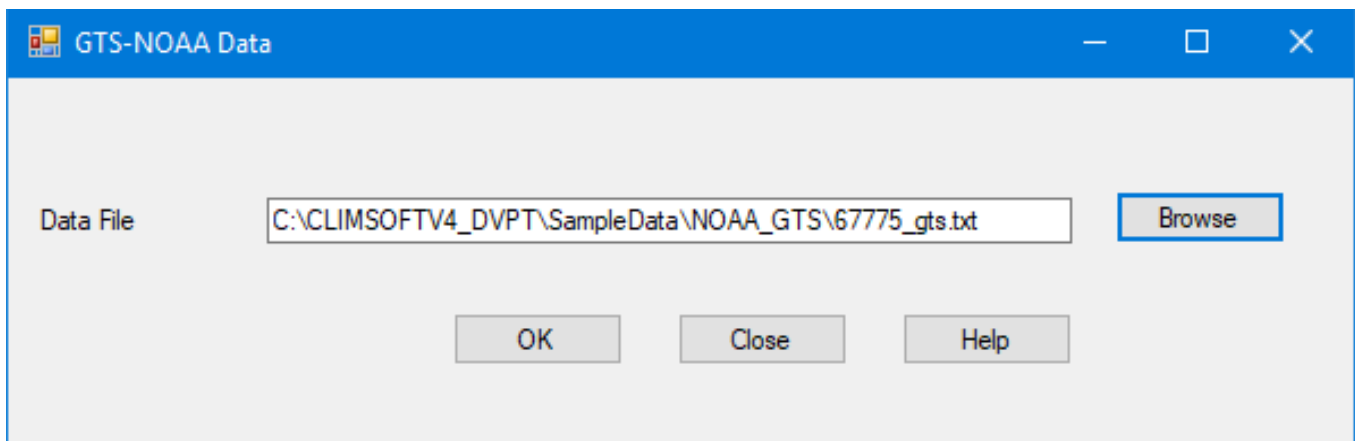 GTS-NOAA Data
Data File C:\CLIMSOFTV4_DVPT\SampleData\NOAA_GTS\67775_gts.txt Browse
OK Close Help